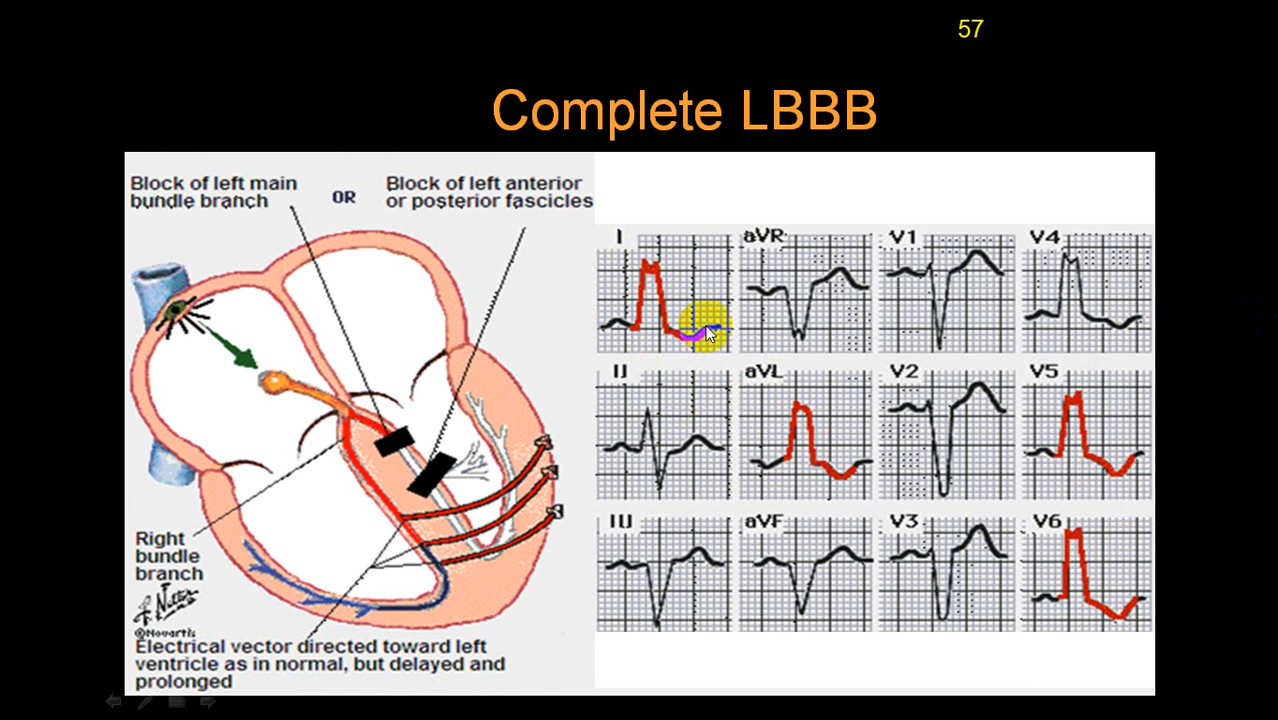 57
Complete LBBB
Block of left main
bundle branch
OR
Block of left anterior
or posterior fascicles
I
aVR
V1
V4
II
aVL
V2
V5
III
aVF
V3
V6
Right
bundle
branch
F. Netter
©Novartis
Electrical vector directed toward left
ventricle as in normal, but delayed and
prolonged